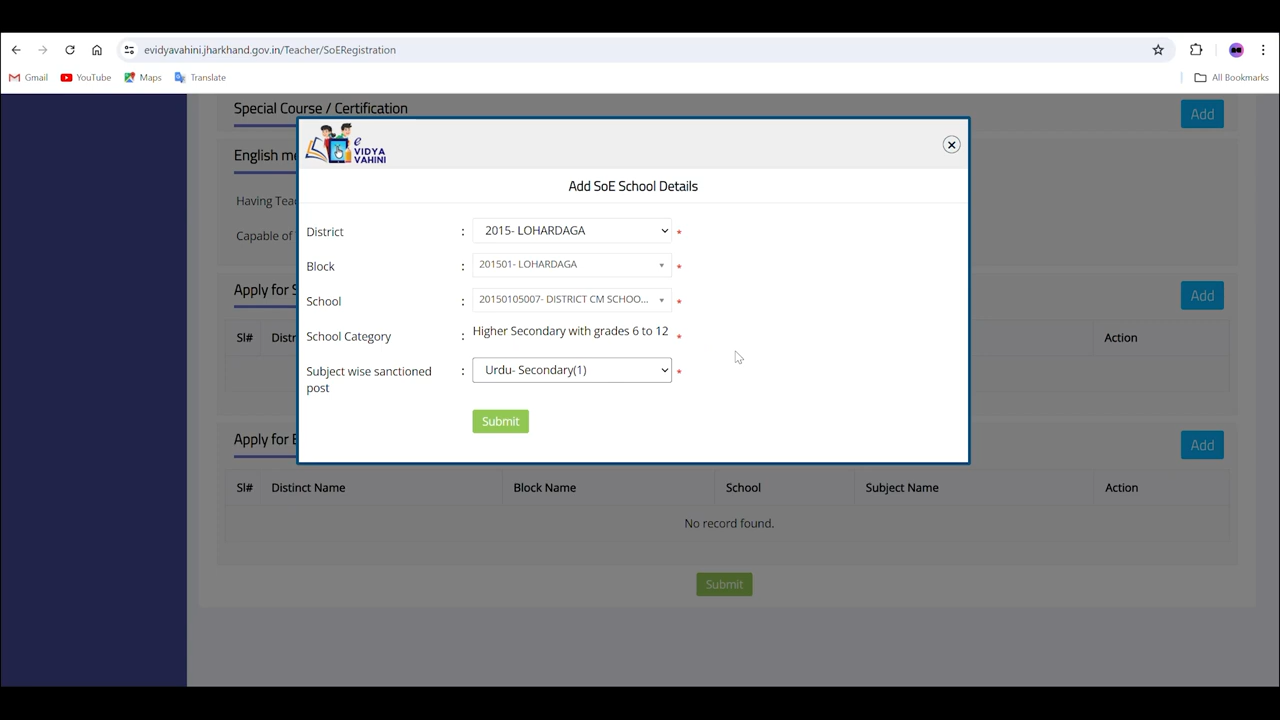 evidyavahini.jharkhand.gov.in/Teacher/SoERegistration
Gmail YouTube Maps Translate All Bookmarks
Special Course / Certification Add
e
VIDYA
VAHINI
English me
Add SoE School Details
Having Tea
District : 2015- LOHARDAGA *
Capable of
Block : 201501- LOHARDAGA *
Apply for S Add
School : 20150105007- DISTRICT CM SCHOO... *
School Category : Higher Secondary with grades 6 to 12 *
Sl# Distr Action
Subject wise sanctioned : Urdu- Secondary(1) *
post
Submit
Apply for E Add
Sl# Distinct Name Block Name School Subject Name Action
No record found.
Submit